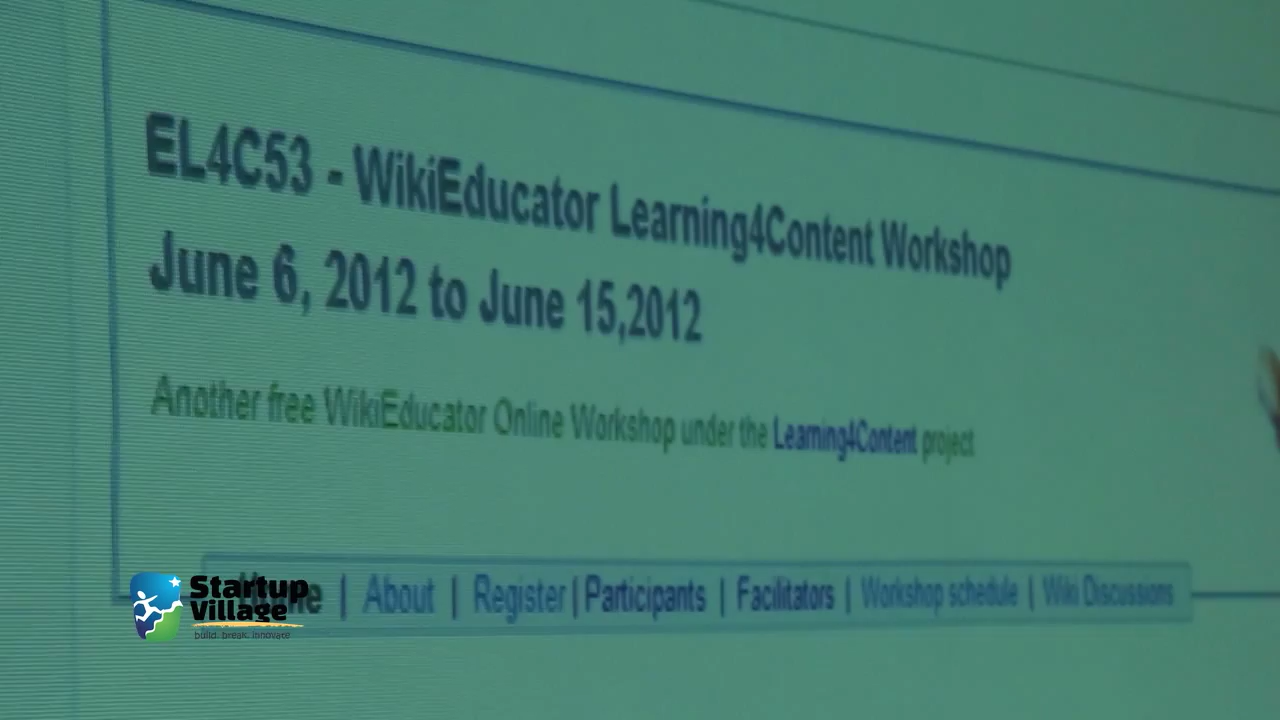 EL4C53 - WikiEducator Learning4Content Workshop
June 6, 2012 to June 15,2012
Another free WikiEducator Online Workshop under the Learning4Content project
| About | Register | Participants | Facilitators | Workshop schedule | Wiki Discussions
Startup
Village
build. break. innovate